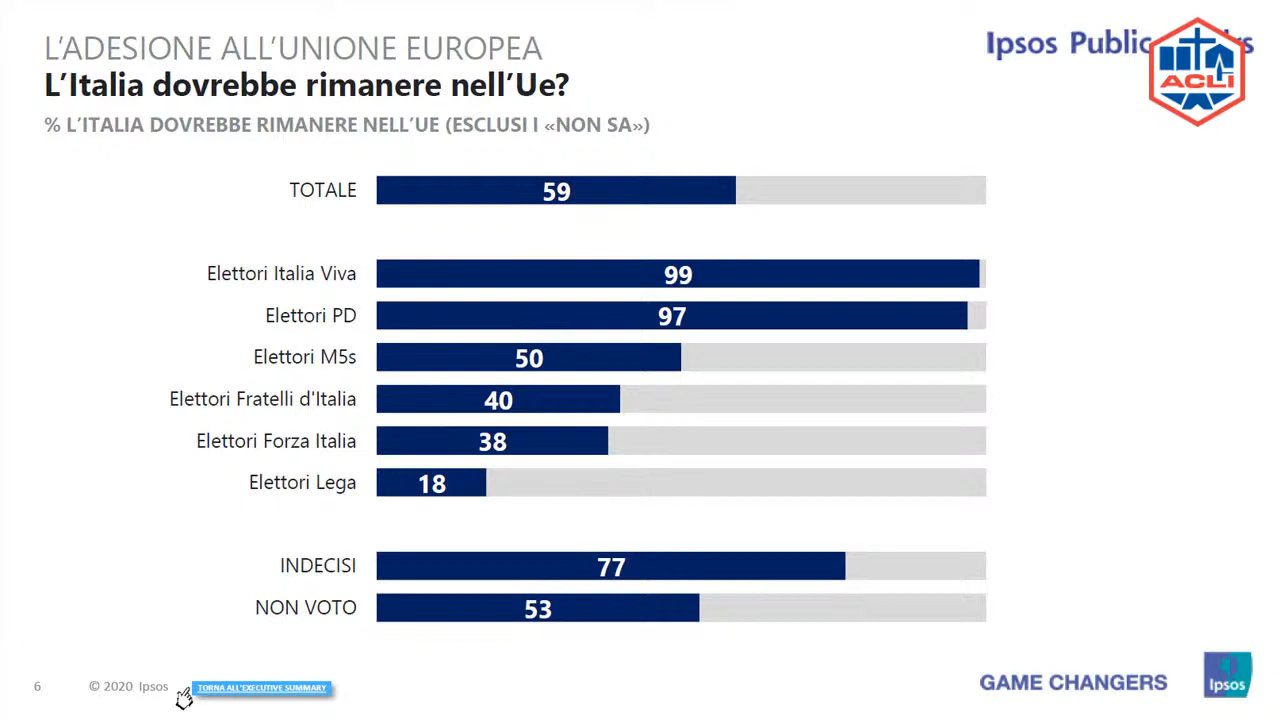 L'ADESIONE ALL'UNIONE EUROPEA
L'Italia dovrebbe rimanere nell'Ue?
% L'ITALIA DOVREBBE RIMANERE NELL'UE (ESCLUSI I «NON SA»)
Ipsos Public
ACLI
TOTALE 59
Elettori Italia Viva 99
Elettori PD 97
Elettori M5s 50
Elettori Fratelli d'Italia 40
Elettori Forza Italia 38
Elettori Lega 18
INDECISI 77
NON VOTO 53
6 © 2020 Ipsos TORNA ALL'EXECUTIVE SUMMARY
GAME CHANGERS Ipsos